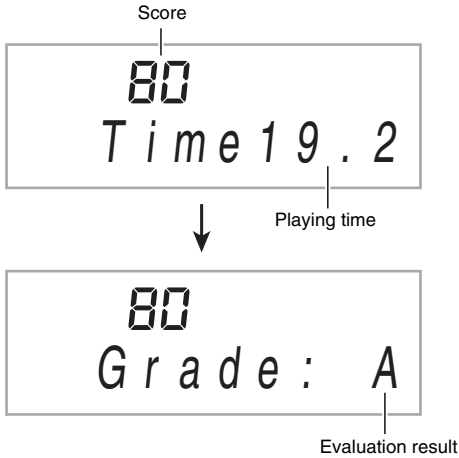 Score
80
Time19.2
Playing time
80
Grade: A
Evaluation result